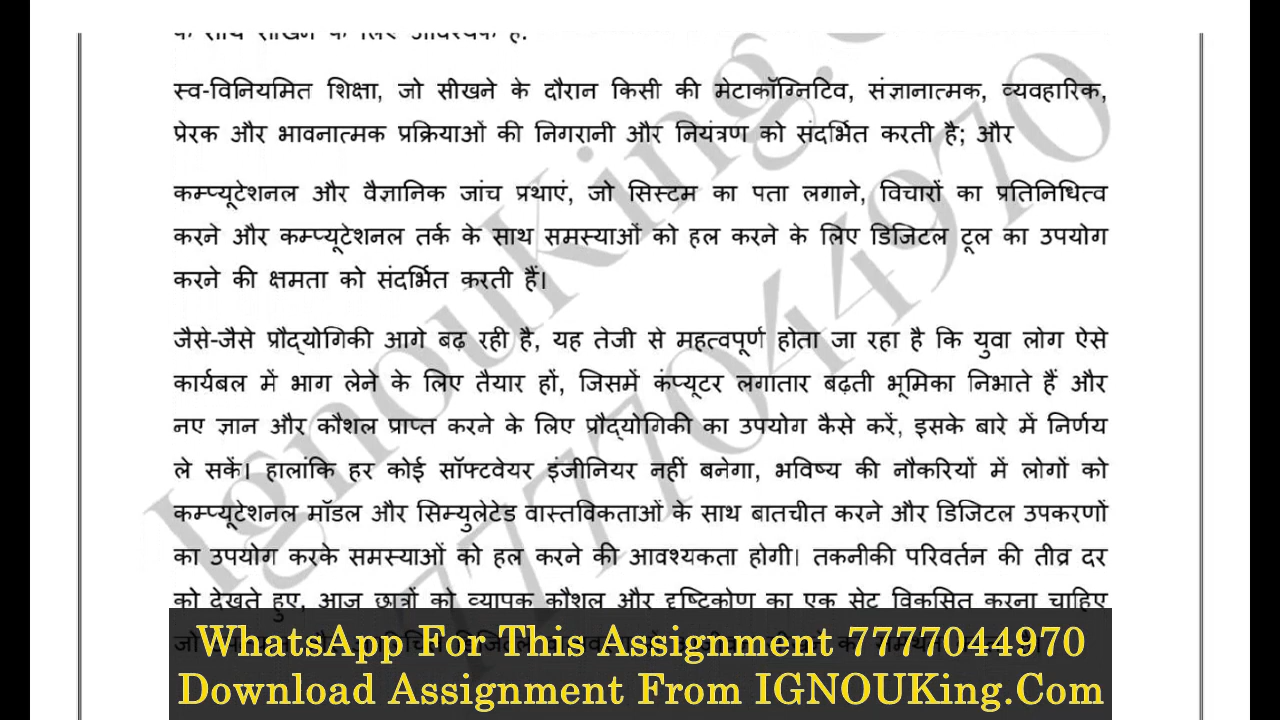 के साथ सीखने के लिए आवश्यक है.
स्व-विनियमित शिक्षा, जो सीखने के दौरान किसी की मेटाकॉग्निटिव, संज्ञानात्मक, व्यवहारिक,
प्रेरक और भावनात्मक प्रक्रियाओं की निगरानी और नियंत्रण को संदर्भित करती है; और
कम्प्यूटेशनल और वैज्ञानिक जांच प्रथाएं, जो सिस्टम का पता लगाने, विचारों का प्रतिनिधित्व
करने और कम्प्यूटेशनल तर्क के साथ समस्याओं को हल करने के लिए डिजिटल टूल का उपयोग
करने की क्षमता को संदर्भित करती हैं।
जैसे-जैसे प्रौद्योगिकी आगे बढ़ रही है, यह तेजी से महत्वपूर्ण होता जा रहा है कि युवा लोग ऐसे
कार्यबल में भाग लेने के लिए तैयार हों, जिसमें कंप्यूटर लगातार बढ़ती भूमिका निभाते हैं और
नए ज्ञान और कौशल प्राप्त करने के लिए प्रौद्योगिकी का उपयोग कैसे करें, इसके बारे में निर्णय
ले सकें। हालांकि हर कोई सॉफ्टवेयर इंजीनियर नहीं बनेगा, भविष्य की नौकरियों में लोगों को
कम्प्यूटेशनल मॉडल और सिम्युलेटेड वास्तविकताओं के साथ बातचीत करने और डिजिटल उपकरणों
का उपयोग करके समस्याओं को हल करने की आवश्यकता होगी। तकनीकी परिवर्तन की तीव्र दर
को देखते हुए, आज छात्रों को व्यापक कौशल और दृष्टिकोण का एक सेट विकसित करना चाहिए
WhatsApp For This Assignment 7777044970
Download Assignment From IGNOUKing.Com